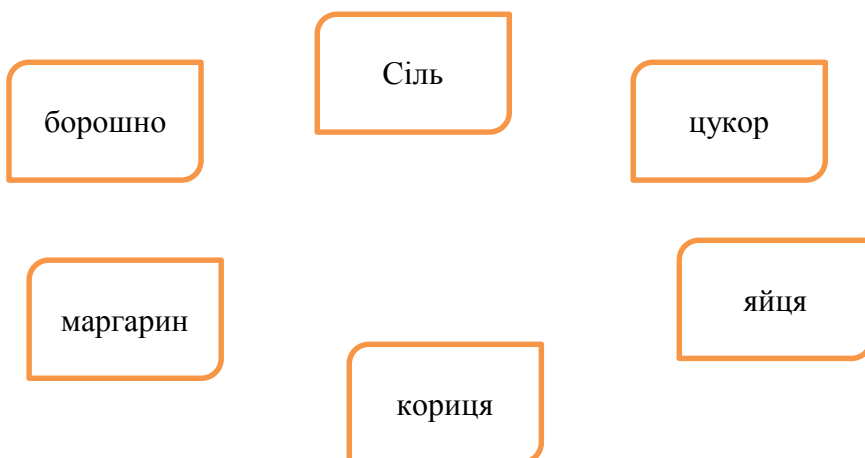 Сіль
борошно
цукор
маргарин
яйця
кориця